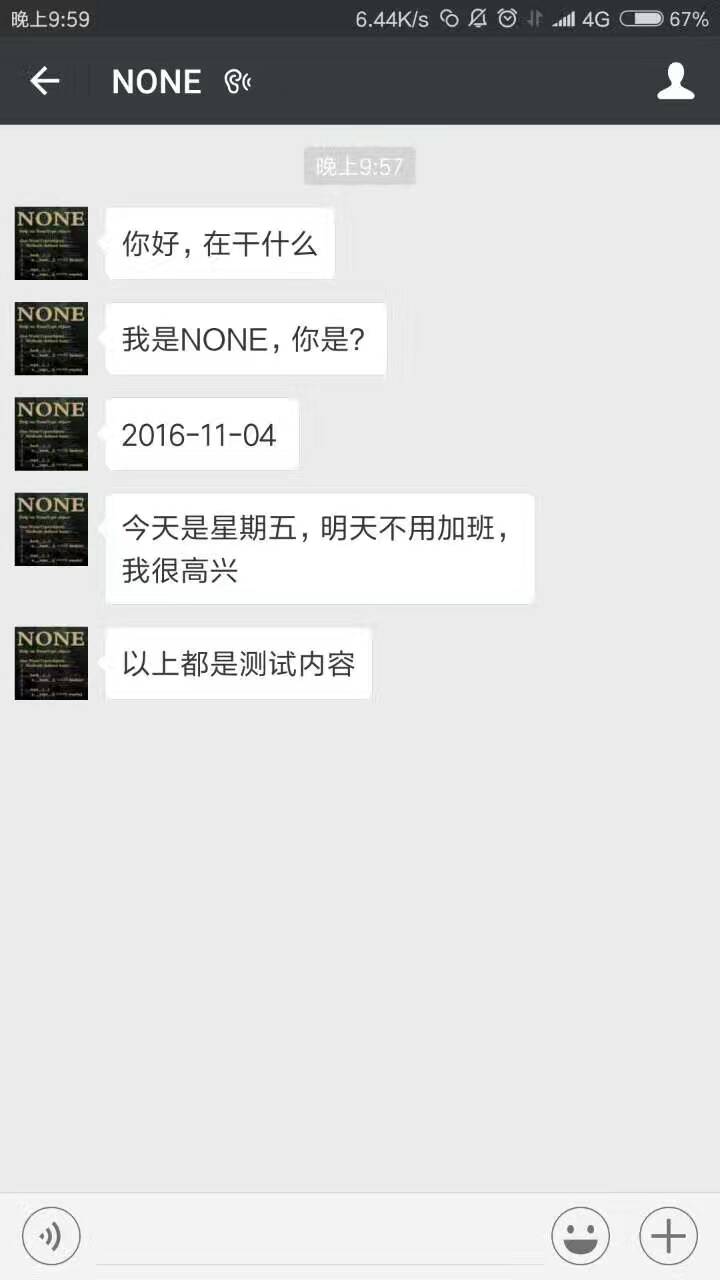 晚上9:59
6.44K/s 4G 67%
NONE
晚上9:57
NONE
你好，在干什么
NONE
我是NONE，你是?
NONE
2016-11-04
NONE
今天是星期五，明天不用加班，
我很高兴
NONE
以上都是测试内容